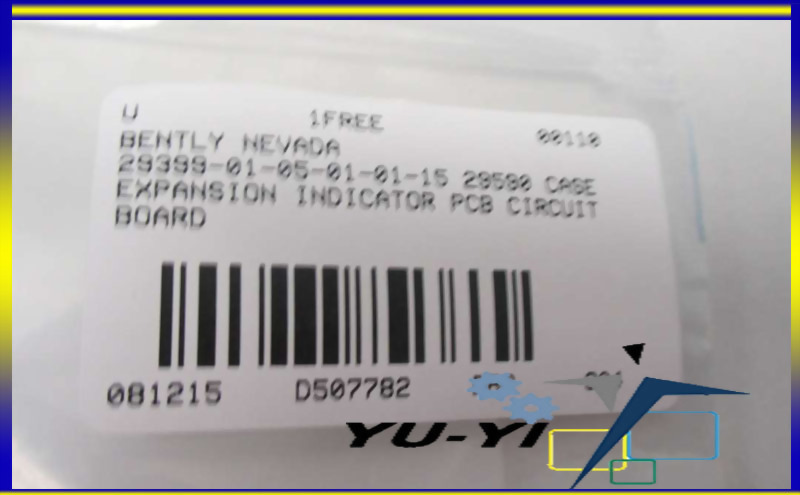 U 1FREE 00110
BENTLY NEVADA
29399-01-05-01-01-15 29590 CASE
EXPANSION INDICATOR PCB CIRCUIT
BOARD
081215 D507782
YU-YI